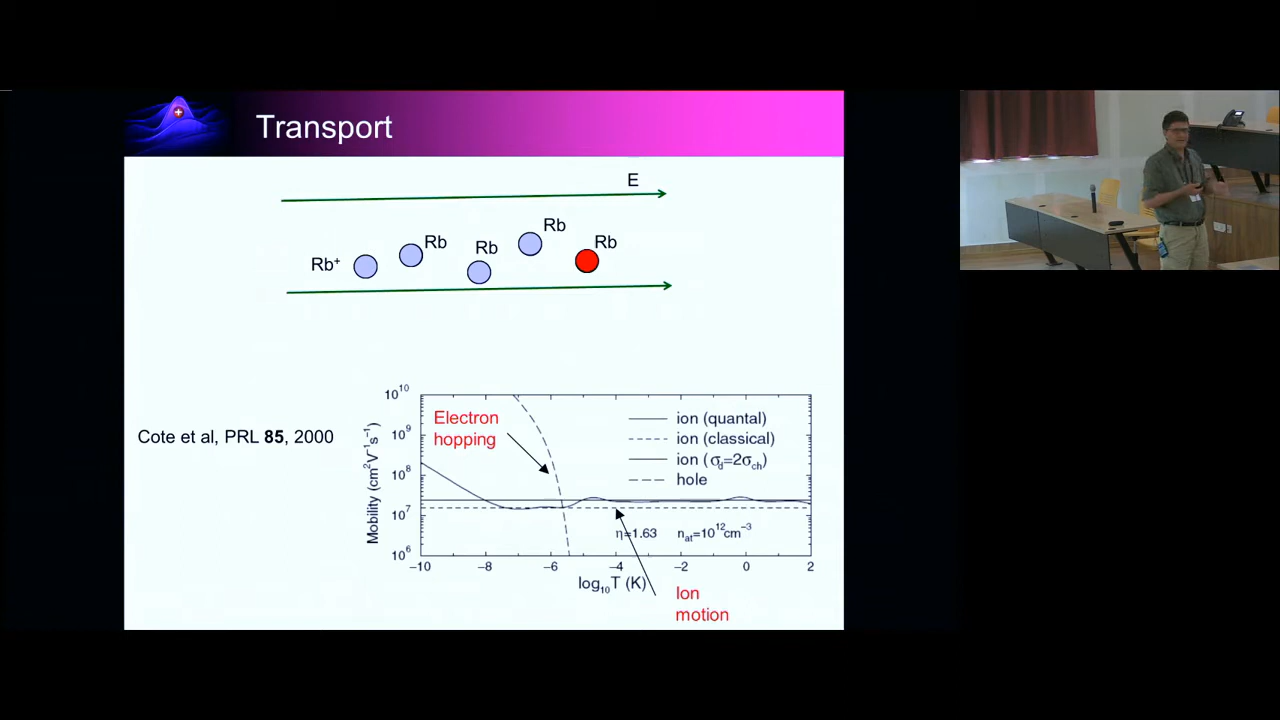 Transport
E
Rb⁺
Rb
Rb
Rb
Rb
Cote et al, PRL 85, 2000
Mobility (cm²V⁻¹s⁻¹)
10¹⁰
10⁹
10⁸
10⁷
10⁶
Electron
hopping
ion (quantal)
ion (classical)
ion (σd=2σch)
hole
η=1.63 nat=10¹²cm⁻³
−10 −8 −6 −4 −2 0 2
log₁₀T (K)
Ion
motion